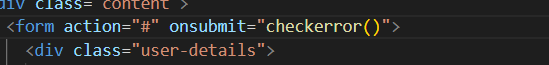 div class="content">
<form action="#" onsubmit="checkerror()">
<div class="user-details">